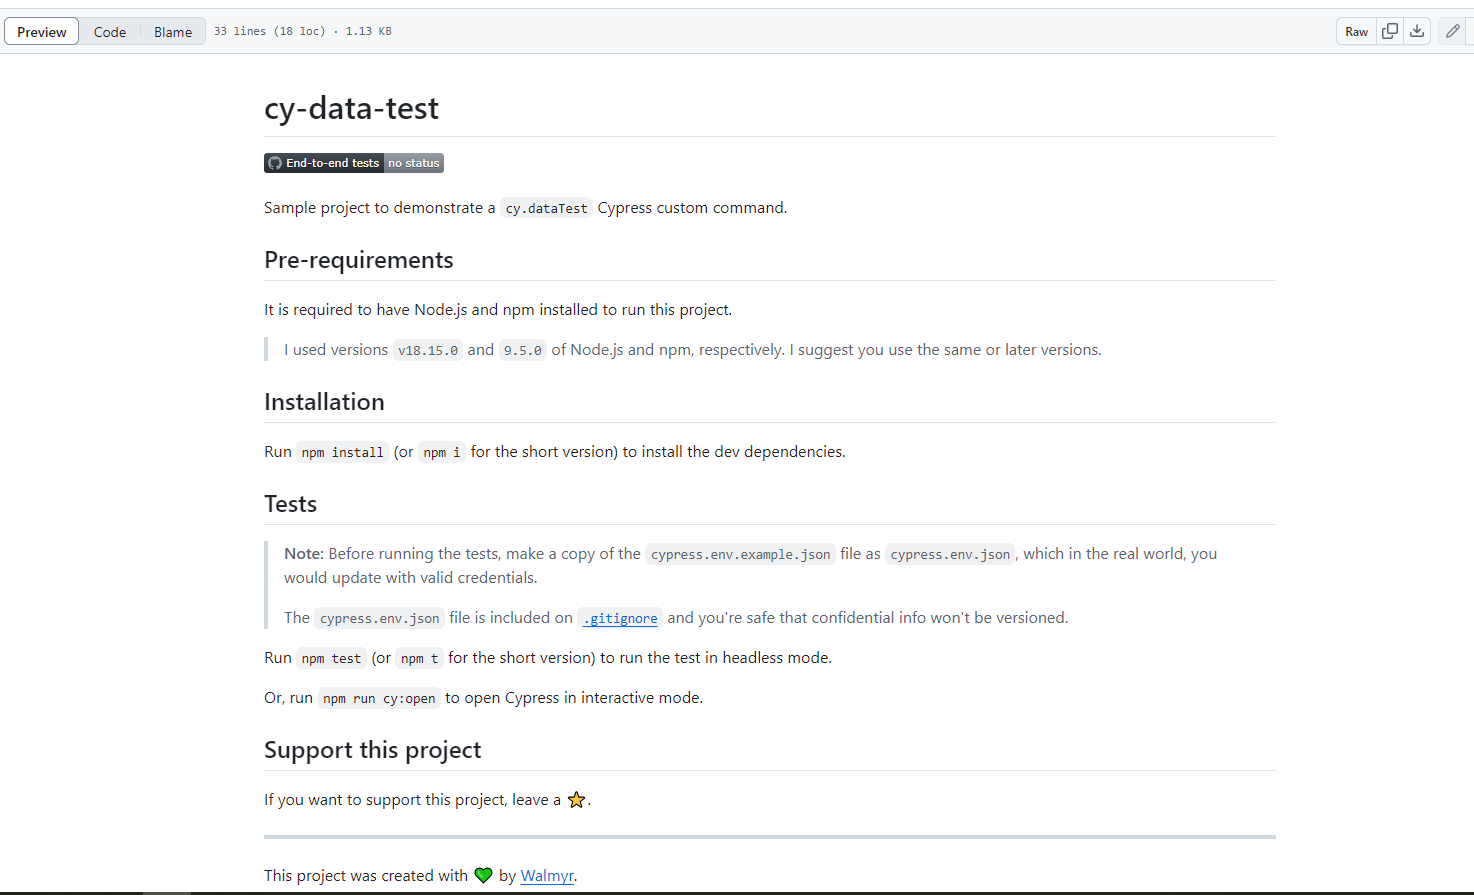 Preview Code Blame 33 lines (18 loc) · 1.13 KB Raw
cy-data-test
End-to-end tests no status
Sample project to demonstrate a cy.dataTest Cypress custom command.
Pre-requirements
It is required to have Node.js and npm installed to run this project.
I used versions v18.15.0 and 9.5.0 of Node.js and npm, respectively. I suggest you use the same or later versions.
Installation
Run npm install (or npm i for the short version) to install the dev dependencies.
Tests
Note: Before running the tests, make a copy of the cypress.env.example.json file as cypress.env.json, which in the real world, you
would update with valid credentials.
The cypress.env.json file is included on .gitignore and you're safe that confidential info won't be versioned.
Run npm test (or npm t for the short version) to run the test in headless mode.
Or, run npm run cy:open to open Cypress in interactive mode.
Support this project
If you want to support this project, leave a ⭐.
This project was created with 💚 by Walmyr.